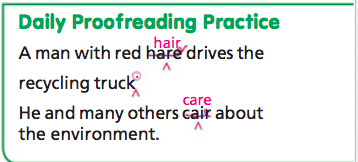 Daily Proofreading Practice
hair
A man with red hare drives the
recycling truck.
care
He and many others cair about
the environment.